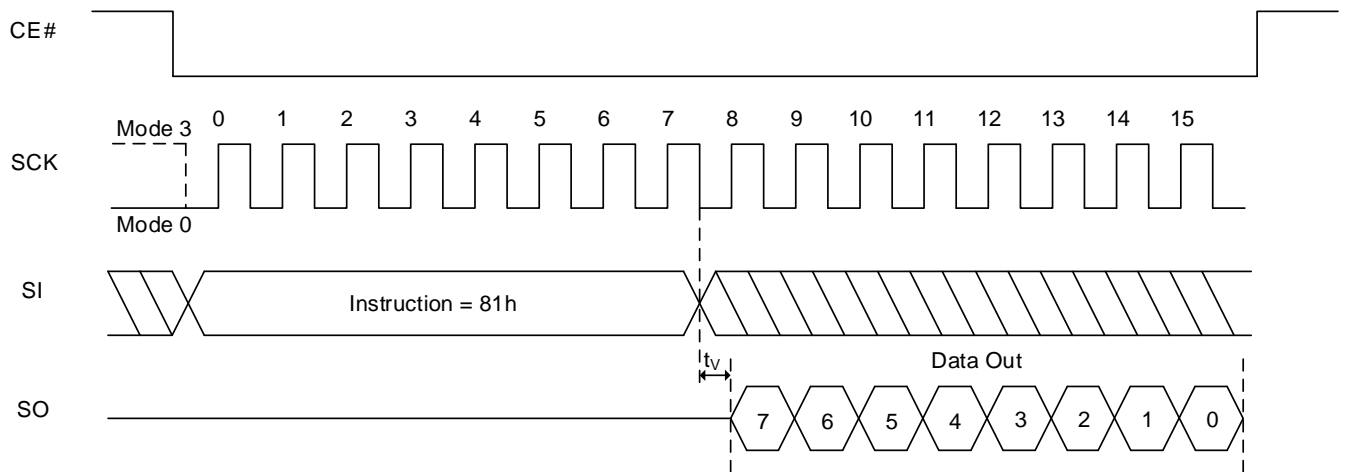 CE#
0 1 2 3 4 5 6 7 8 9 10 11 12 13 14 15
Mode 3
SCK
Mode 0
SI
Instruction = 81h
tV
Data Out
SO
7 6 5 4 3 2 1 0